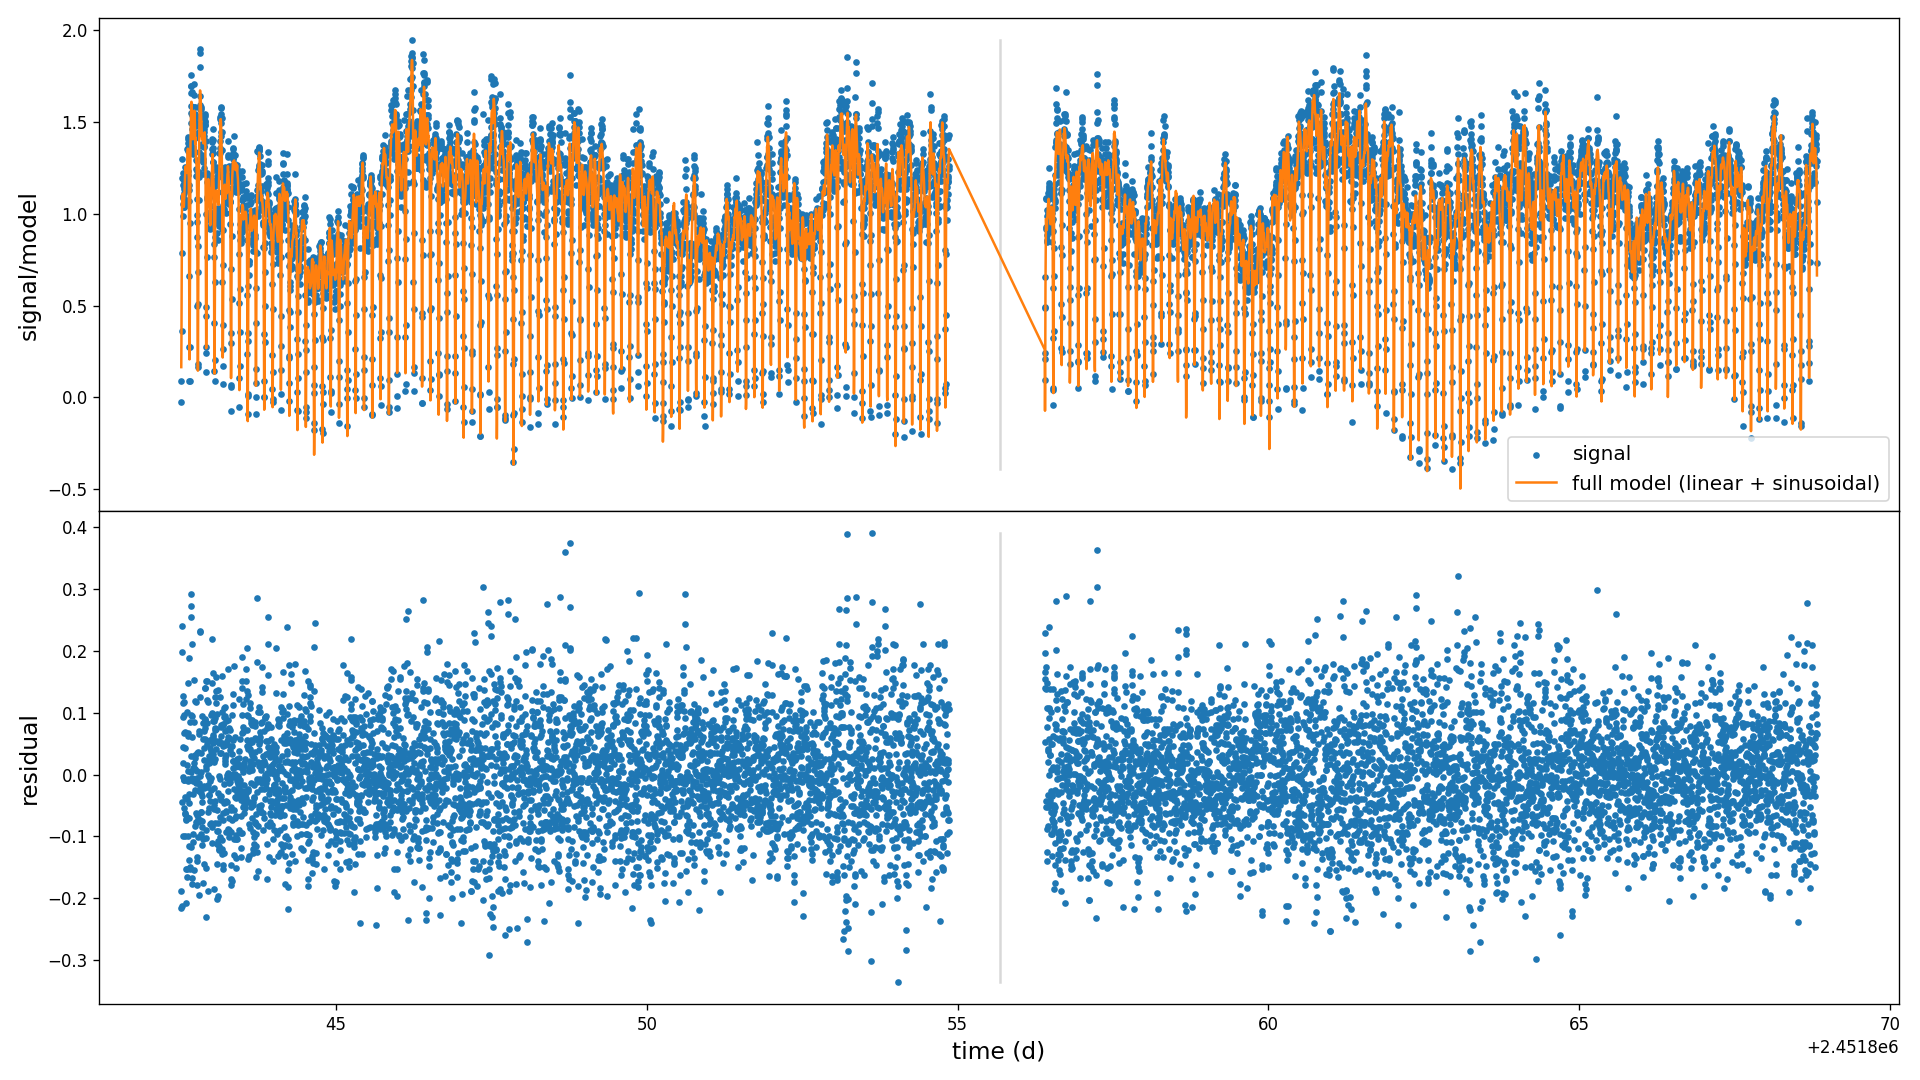 2.0
1.5
1.0
0.5
0.0
−0.5
signal/model
signal
full model (linear + sinusoidal)
0.4
0.3
0.2
0.1
0.0
−0.1
−0.2
−0.3
residual
45 50 55 60 65 70
time (d)
+2.4518e6